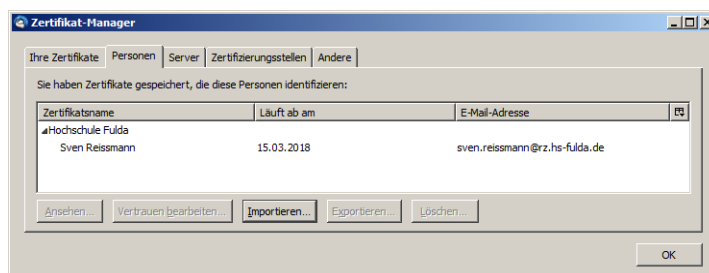 Zertifikat-Manager
Ihre Zertifikate Personen Server Zertifizierungsstellen Andere
Sie haben Zertifikate gespeichert, die diese Personen identifizieren:
Zertifikatsname Läuft ab am E-Mail-Adresse
Hochschule Fulda
Sven Reissmann 15.03.2018 sven.reissmann@rz.hs-fulda.de
Ansehen... Vertrauen bearbeiten... Importieren... Exportieren... Löschen...
OK